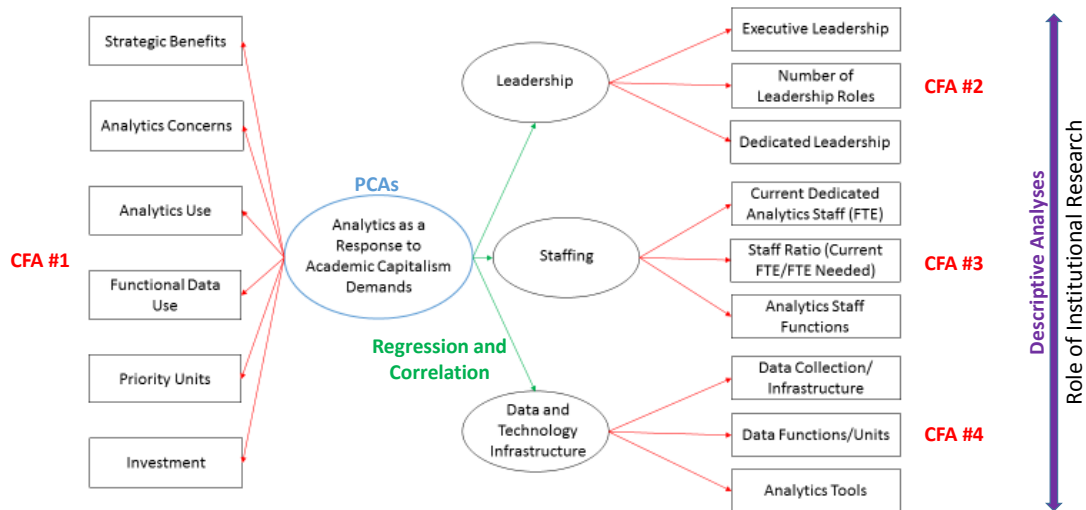 Strategic Benefits
Analytics Concerns
Analytics Use
CFA #1
Functional Data
Use
Priority Units
Investment
PCAs
Analytics as a
Response to
Academic Capitalism
Demands
Regression and
Correlation
Leadership
Staffing
Data and
Technology
Infrastructure
Executive Leadership
Number of
Leadership Roles
Dedicated Leadership
CFA #2
Current Dedicated
Analytics Staff (FTE)
Staff Ratio (Current
FTE/FTE Needed)
Analytics Staff
Functions
CFA #3
Data Collection/
Infrastructure
Data Functions/Units
Analytics Tools
CFA #4
Descriptive Analyses
Role of Institutional Research